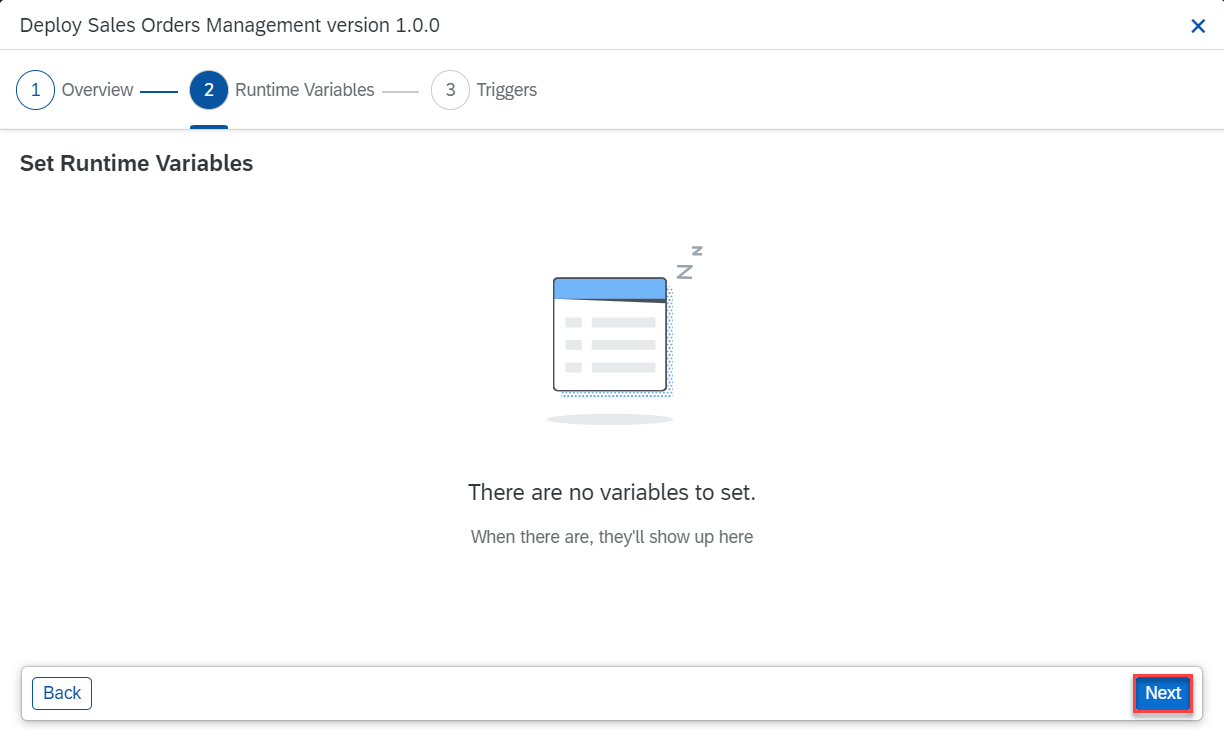 Deploy Sales Orders Management version 1.0.0
1 Overview 2 Runtime Variables 3 Triggers
Set Runtime Variables
z
Z
There are no variables to set.
When there are, they'll show up here
Back Next